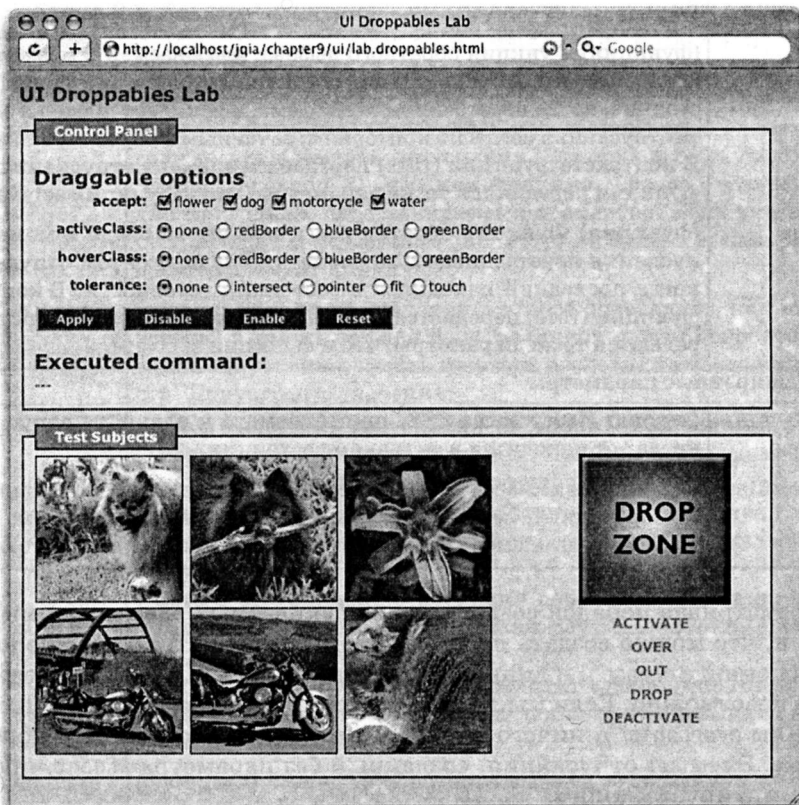 UI Droppables Lab
http://localhost/jqia/chapter9/ui/lab.droppables.html
Google
UI Droppables Lab
Control Panel
Draggable options
accept: flower dog motorcycle water
activeClass: none redBorder blueBorder greenBorder
hoverClass: none redBorder blueBorder greenBorder
tolerance: none intersect pointer fit touch
Apply Disable Enable Reset
Executed command:
---
Test Subjects
DROP
ZONE
ACTIVATE
OVER
OUT
DROP
DEACTIVATE